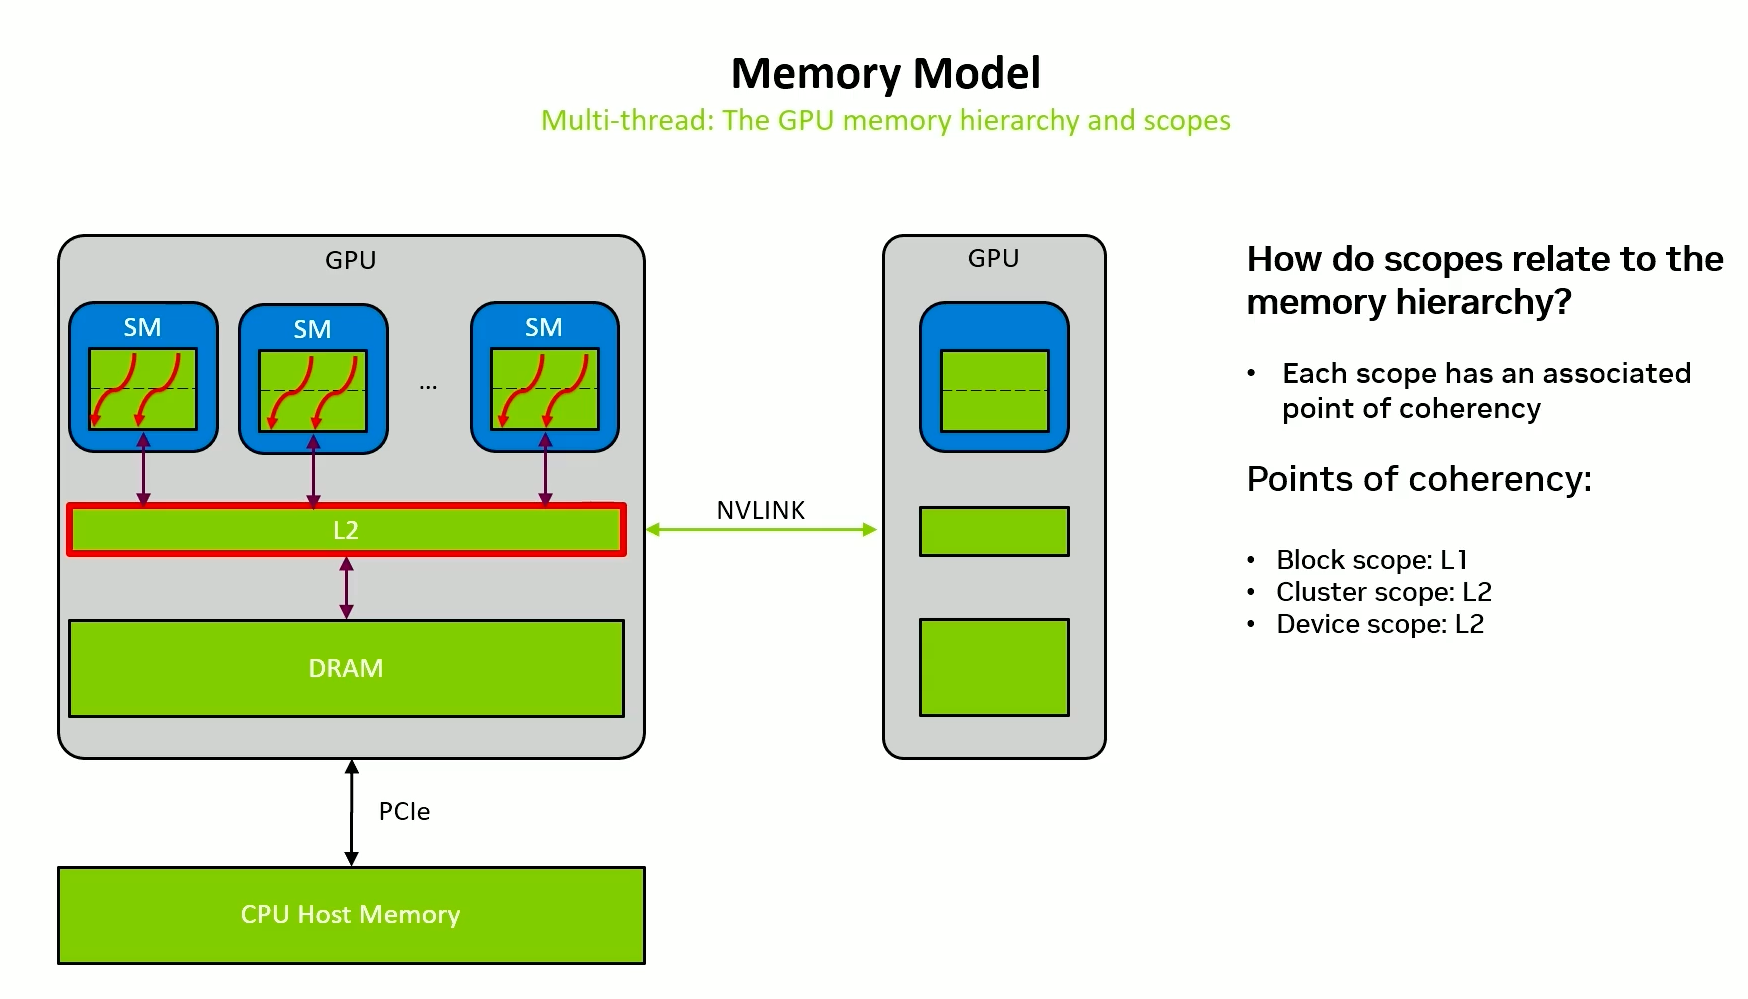 Memory Model
Multi-thread: The GPU memory hierarchy and scopes
GPU
SM
SM
...
SM
L2
DRAM
PCIe
CPU Host Memory
NVLINK
GPU
How do scopes relate to the
memory hierarchy?
• Each scope has an associated
point of coherency
Points of coherency:
• Block scope: L1
• Cluster scope: L2
• Device scope: L2